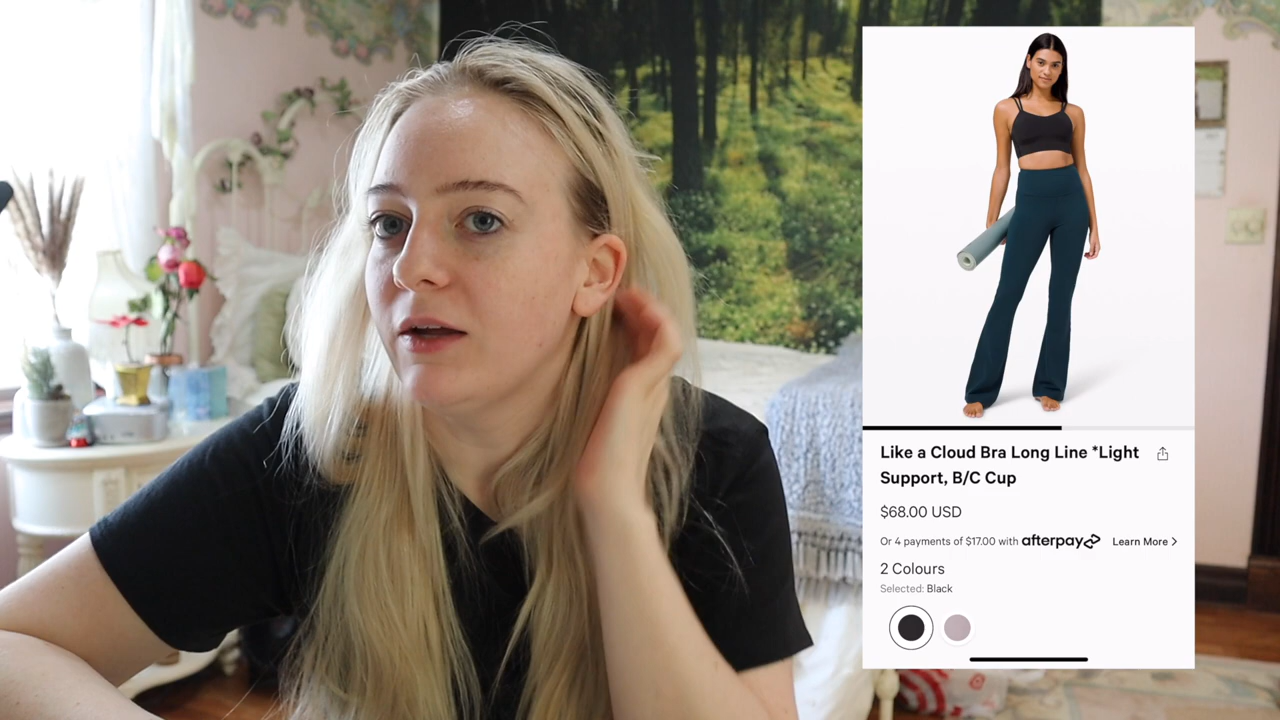 Like a Cloud Bra Long Line *Light
Support, B/C Cup
$68.00 USD
Or 4 payments of $17.00 with afterpay Learn More >
2 Colours
Selected: Black